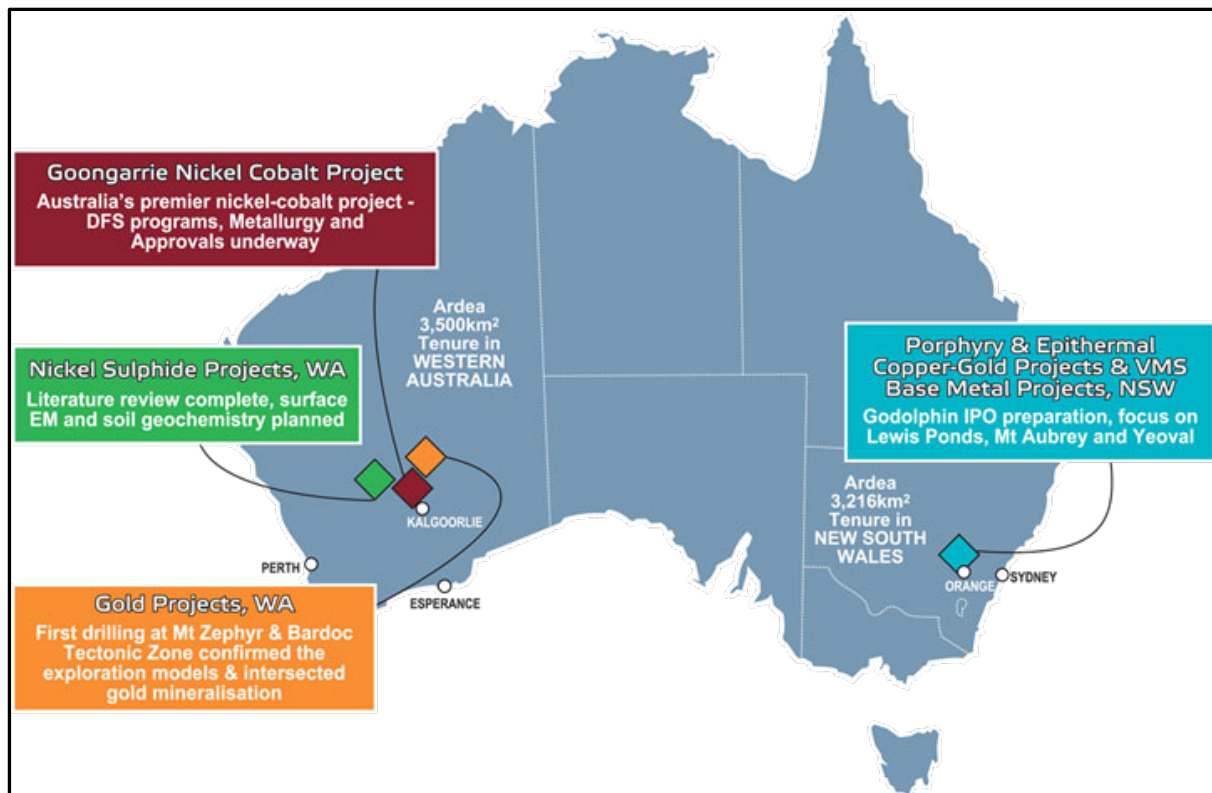 Goongarrie Nickel Cobalt Project
Australia's premier nickel-cobalt project -
DFS programs, Metallurgy and
Approvals underway
Ardea
3,500km²
Tenure in
WESTERN
AUSTRALIA
Nickel Sulphide Projects, WA
Literature review complete, surface
EM and soil geochemistry planned
Porphyry & Epithermal
Copper-Gold Projects & VMS
Base Metal Projects, NSW
Godolphin IPO preparation, focus on
Lewis Ponds, Mt Aubrey and Yeoval
Ardea
3,216km²
Tenure in
NEW SOUTH
WALES
KALGOORLIE
PERTH
ESPERANCE
ORANGE
SYDNEY
Gold Projects, WA
First drilling at Mt Zephyr & Bardoc
Tectonic Zone confirmed the
exploration models & intersected
gold mineralisation